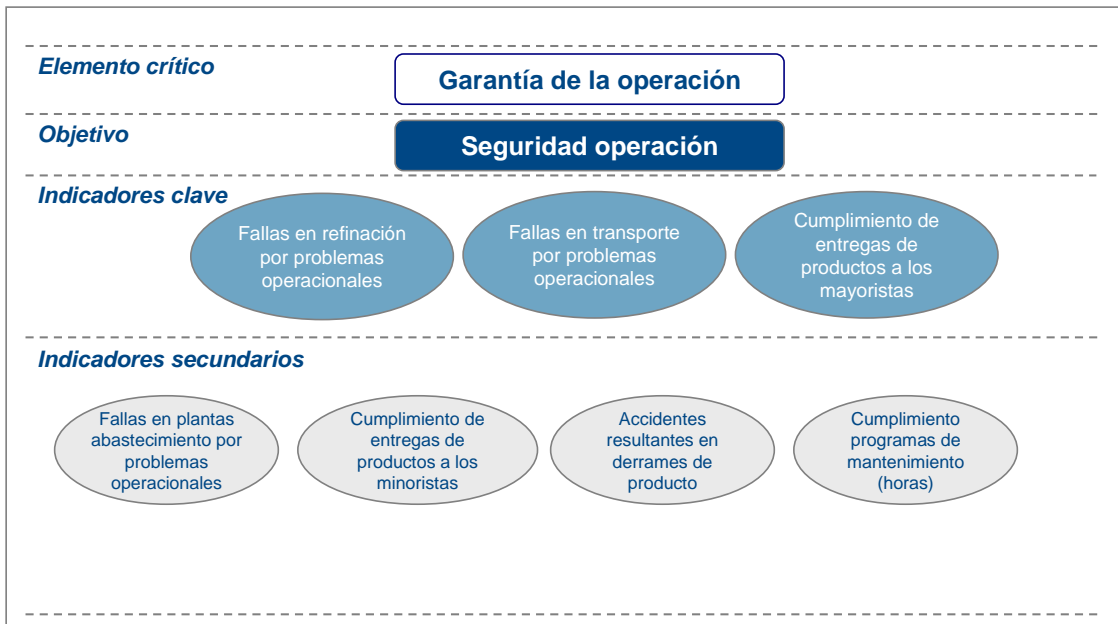 Elemento crítico
Garantía de la operación
Objetivo
Seguridad operación
Indicadores clave
Fallas en refinación
por problemas
operacionales
Fallas en transporte
por problemas
operacionales
Cumplimiento de
entregas de
productos a los
mayoristas
Indicadores secundarios
Fallas en plantas
abastecimiento por
problemas
operacionales
Cumplimiento de
entregas de
productos a los
minoristas
Accidentes
resultantes en
derrames de
producto
Cumplimiento
programas de
mantenimiento
(horas)